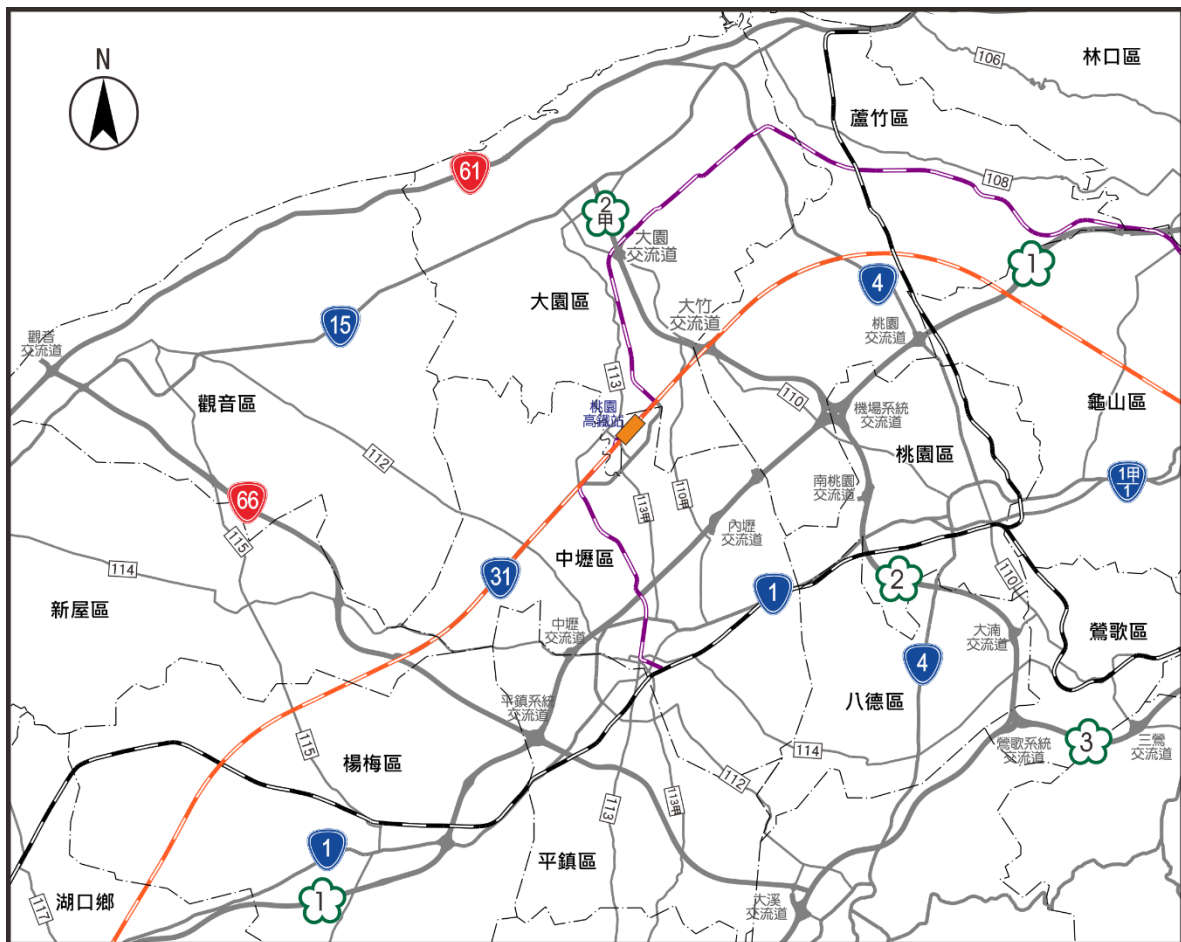 N
106
林口區
蘆竹區
61
108
2
甲
大園
交流道
1
4
大園區
大竹
交流道
15
桃園
交流道
觀音
交流道
113
觀音區
桃園
高鐵站
110
機場系統
交流道
龜山區
112
桃園區
1甲
1
66
南桃園
交流道
113甲
110甲
內壢
交流道
115
中壢區
114
31
1
2
110
新屋區
中壢
交流道
大湳
交流道
鶯歌區
4
八德區
平鎮系統
交流道
115
114
鶯歌系統
交流道
3
三鶯
交流道
楊梅區
112
113
113甲
1
平鎮區
1
湖口鄉
117
大溪
交流道